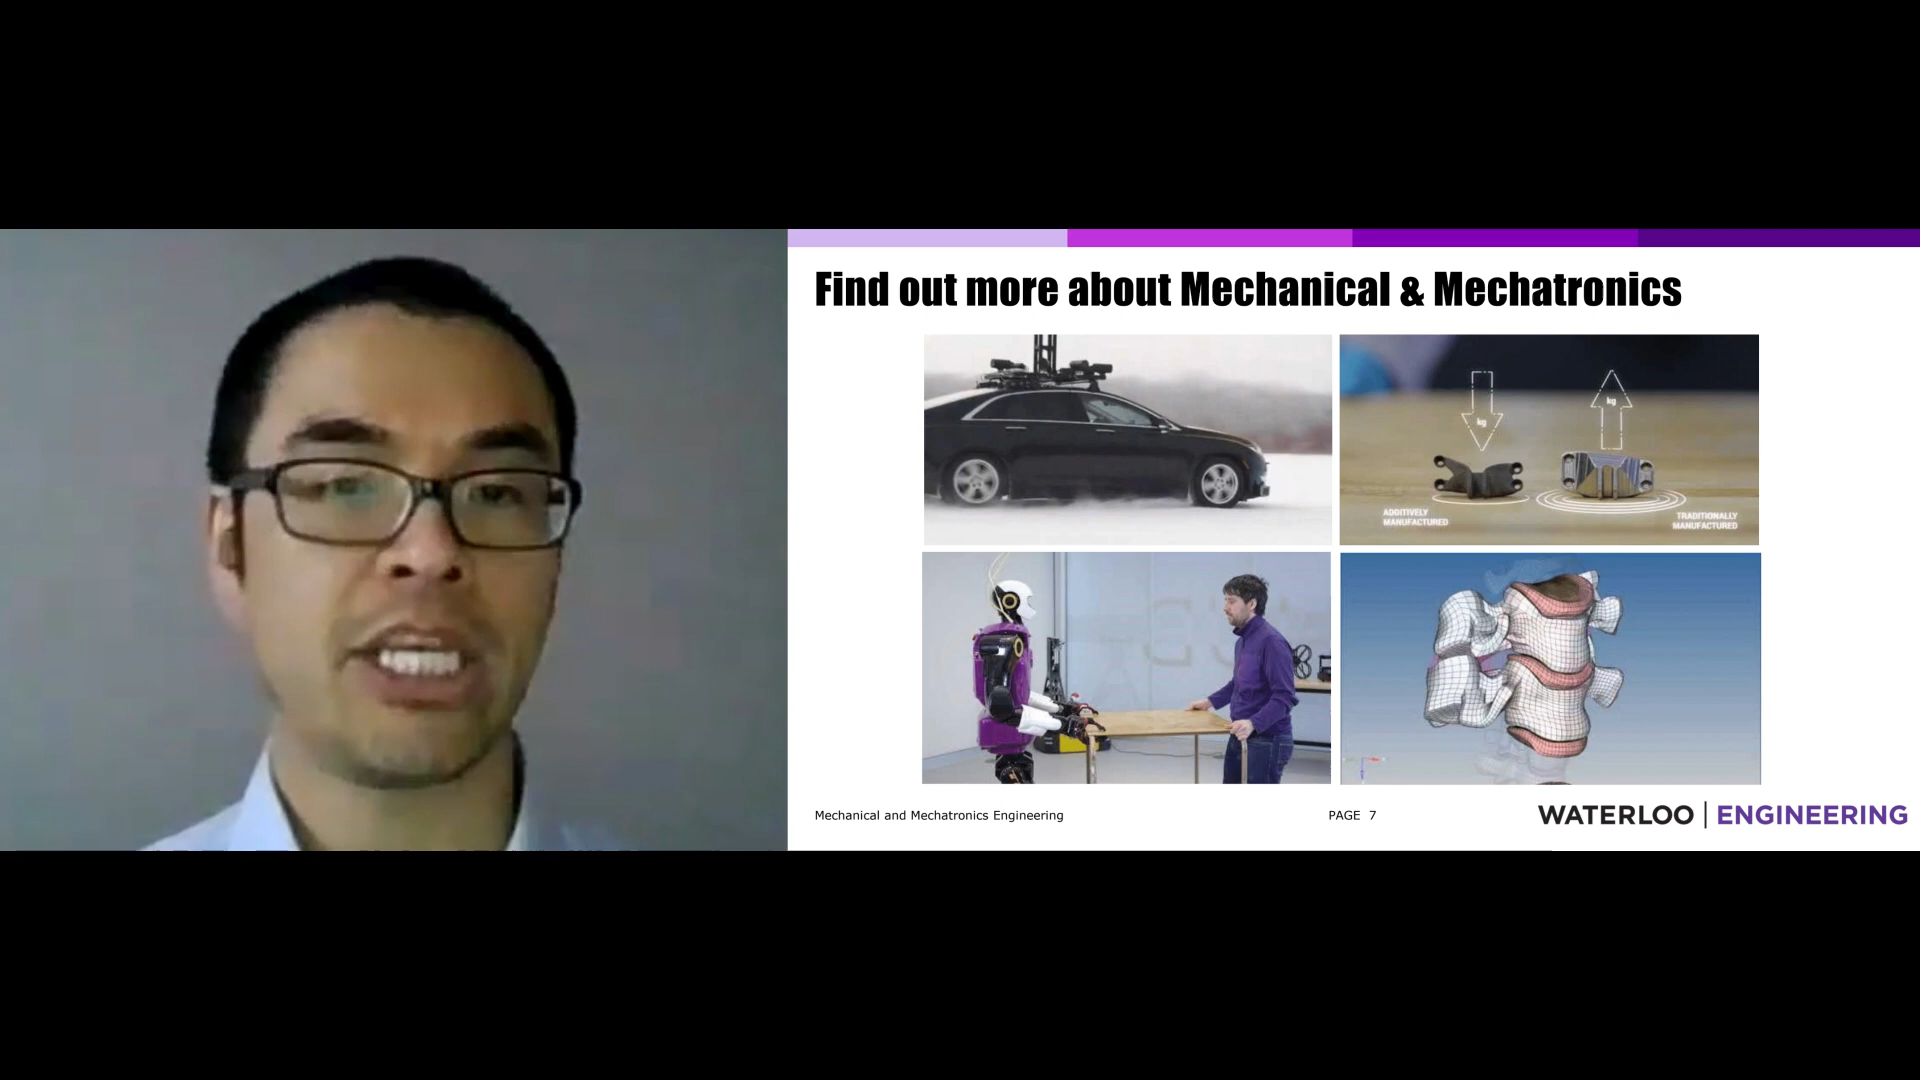 Find out more about Mechanical & Mechatronics
kg
kg
ADDITIVELY
MANUFACTURED
TRADITIONALLY
MANUFACTURED
Mechanical and Mechatronics Engineering
PAGE 7
WATERLOO | ENGINEERING